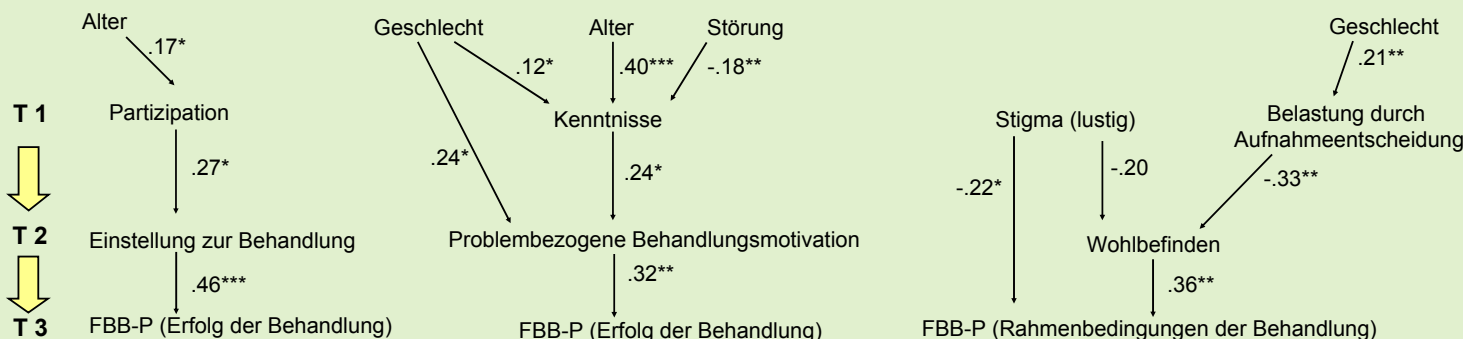 Alter
Geschlecht
Alter
Störung
Geschlecht
.17*
.12*
.40***
-.18**
.21**
T 1
Partizipation
Kenntnisse
Stigma (lustig)
Belastung durch
Aufnahmeentscheidung
.27*
.24*
.24*
-.22*
-.20
-.33**
T 2
Einstellung zur Behandlung
Problembezogene Behandlungsmotivation
Wohlbefinden
.46***
.32**
.36**
T 3
FBB-P (Erfolg der Behandlung)
FBB-P (Erfolg der Behandlung)
FBB-P (Rahmenbedingungen der Behandlung)